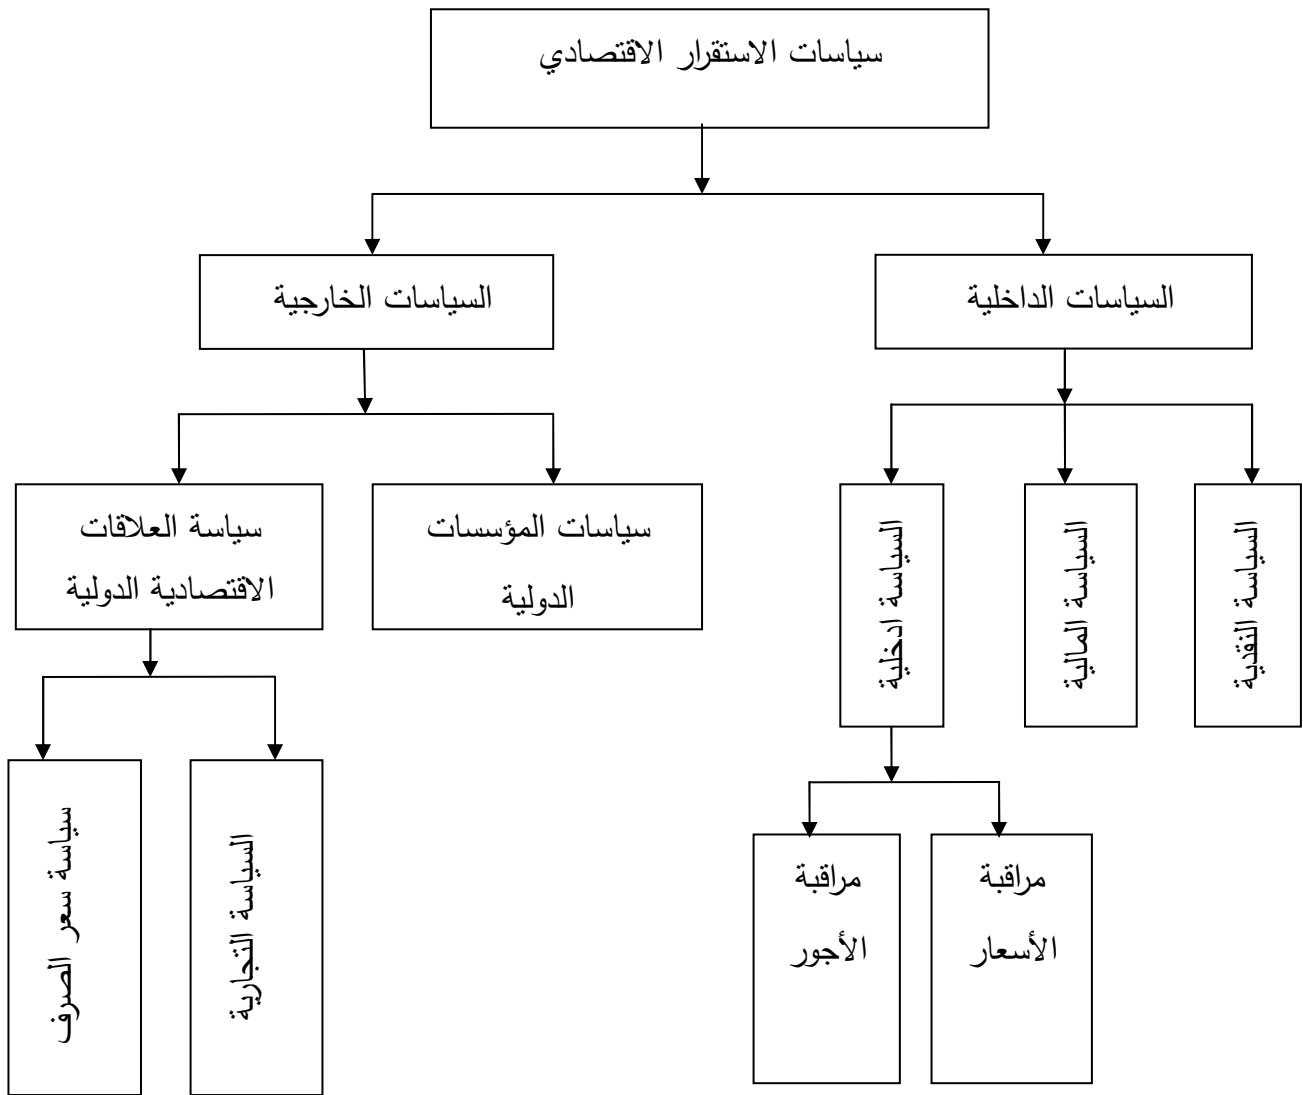 سياسات الاستقرار الاقتصادي
السياسات الداخلية
السياسات الخارجية
السياسة النقدية
السياسة المالية
السياسة ادخلية
سياسات المؤسسات
الدولية
سياسة العلاقات
الاقتصادية الدولية
مراقبة
الأسعار
مراقبة
الأجور
السياسة التجارية
سياسة سعر الصرف